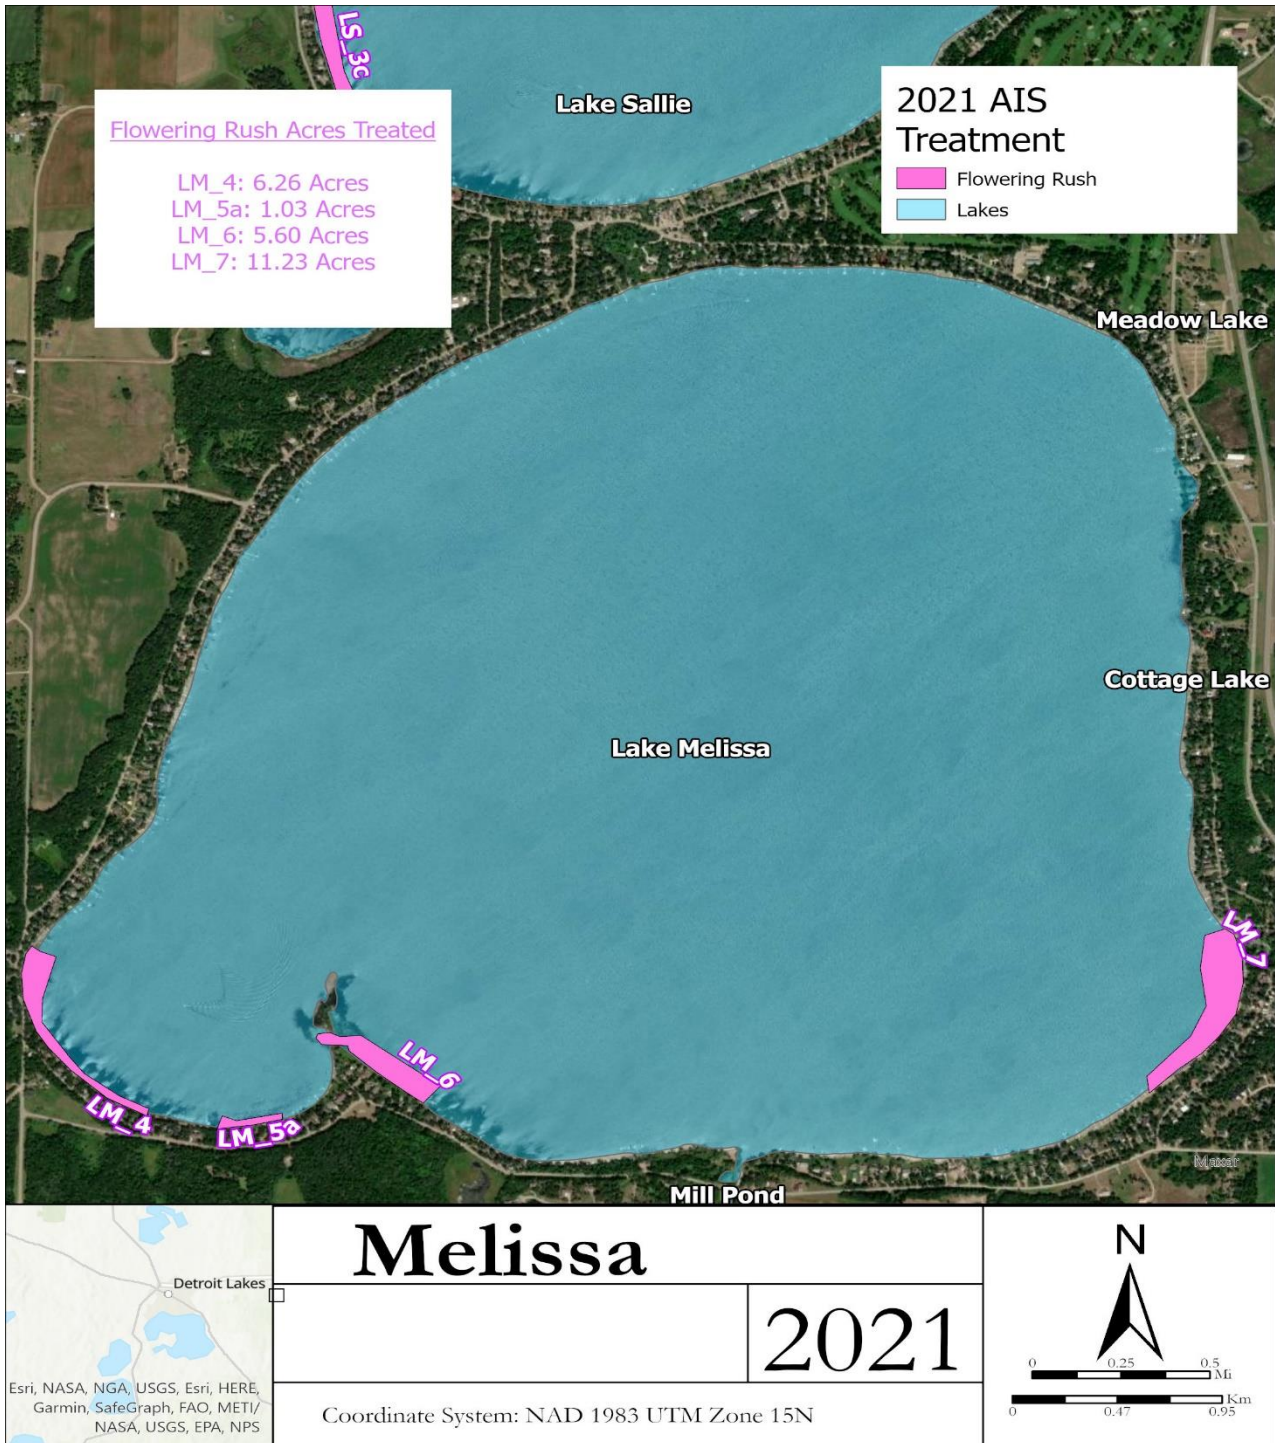 LS_3c
Lake Sallie
2021 AIS
Treatment
Flowering Rush
Lakes
Flowering Rush Acres Treated
LM_4: 6.26 Acres
LM_5a: 1.03 Acres
LM_6: 5.60 Acres
LM_7: 11.23 Acres
Meadow Lake
Cottage Lake
Lake Melissa
LM_7
LM_6
LM_4
LM_5a
Maxar
Mill Pond
Detroit Lakes
Esri, NASA, NGA, USGS, Esri, HERE,
Garmin, SafeGraph, FAO, METI/
NASA, USGS, EPA, NPS
Melissa
2021
Coordinate System: NAD 1983 UTM Zone 15N
N
0 0.25 0.5
Mi
Km
0 0.47 0.95